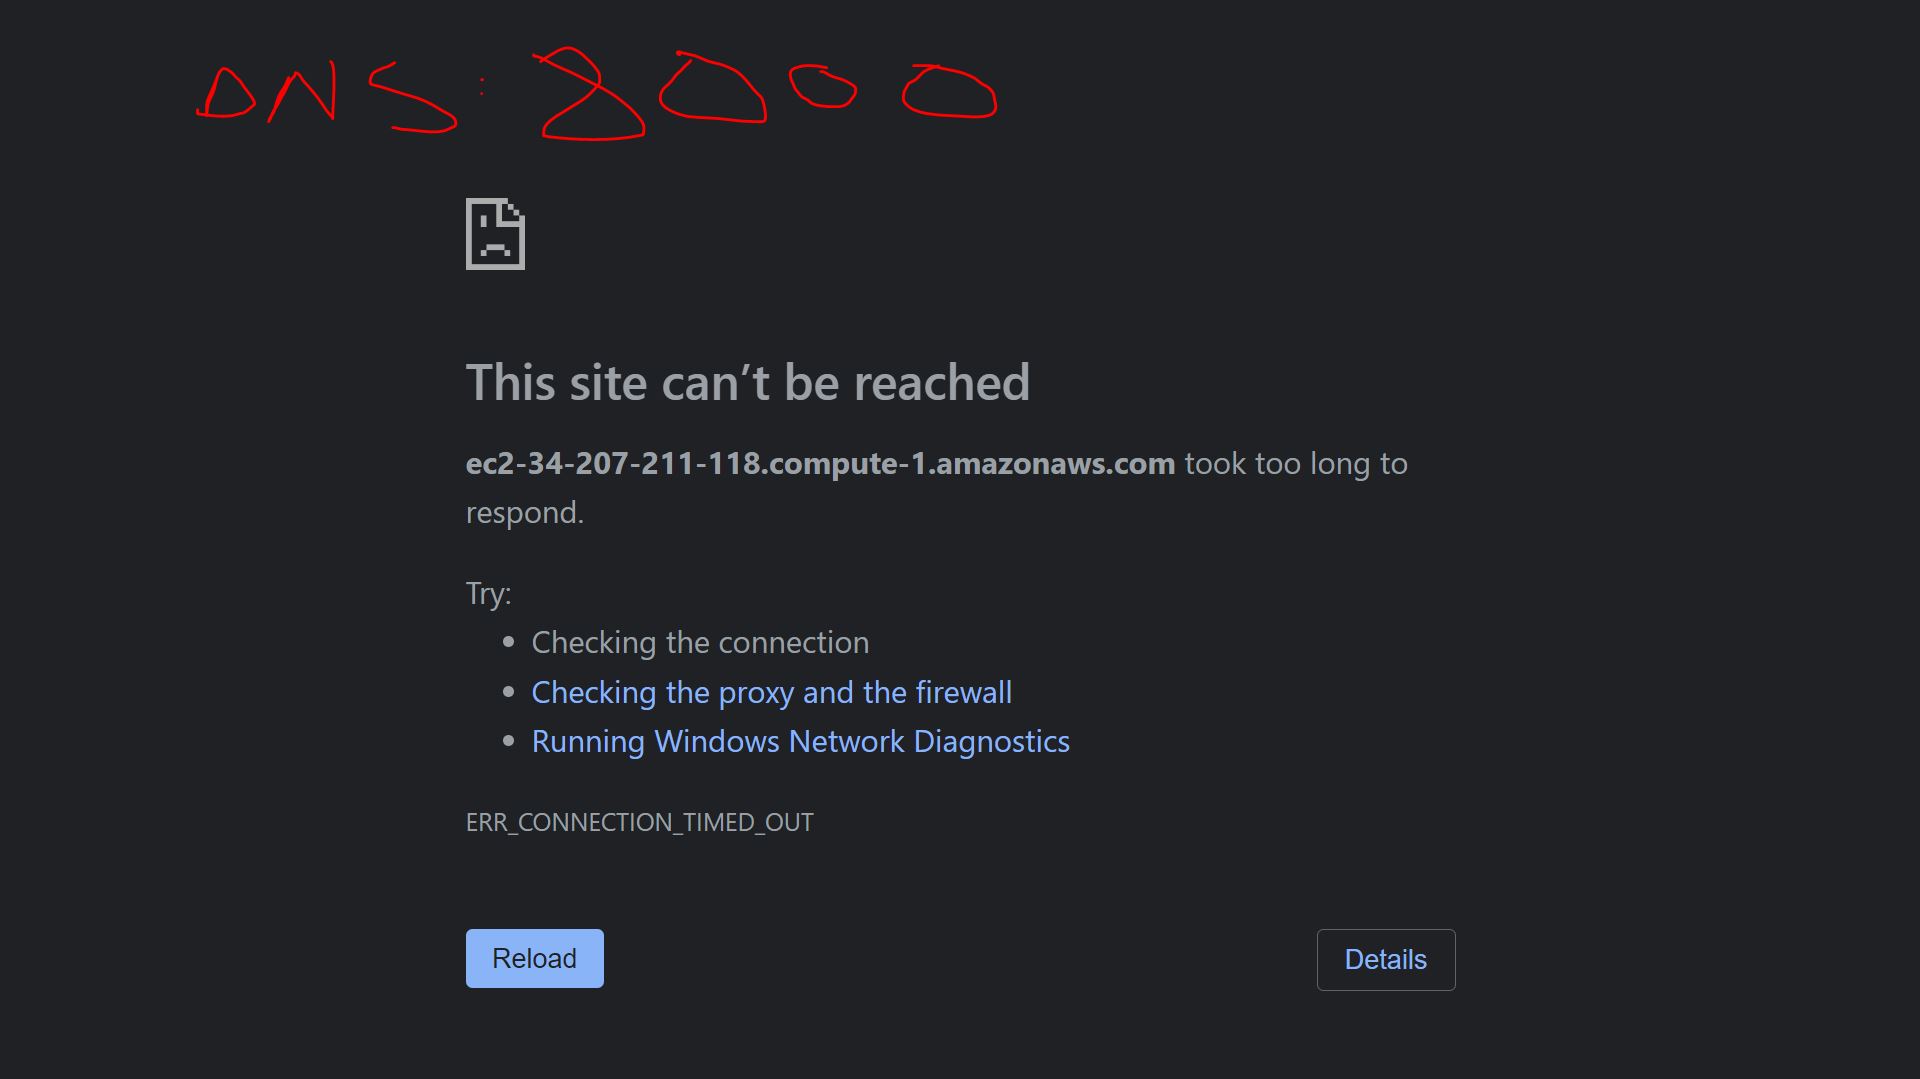 DNS: 8000
This site can’t be reached
ec2-34-207-211-118.compute-1.amazonaws.com took too long to
respond.
Try:
Checking the connection
Checking the proxy and the firewall
Running Windows Network Diagnostics
ERR_CONNECTION_TIMED_OUT
Reload
Details